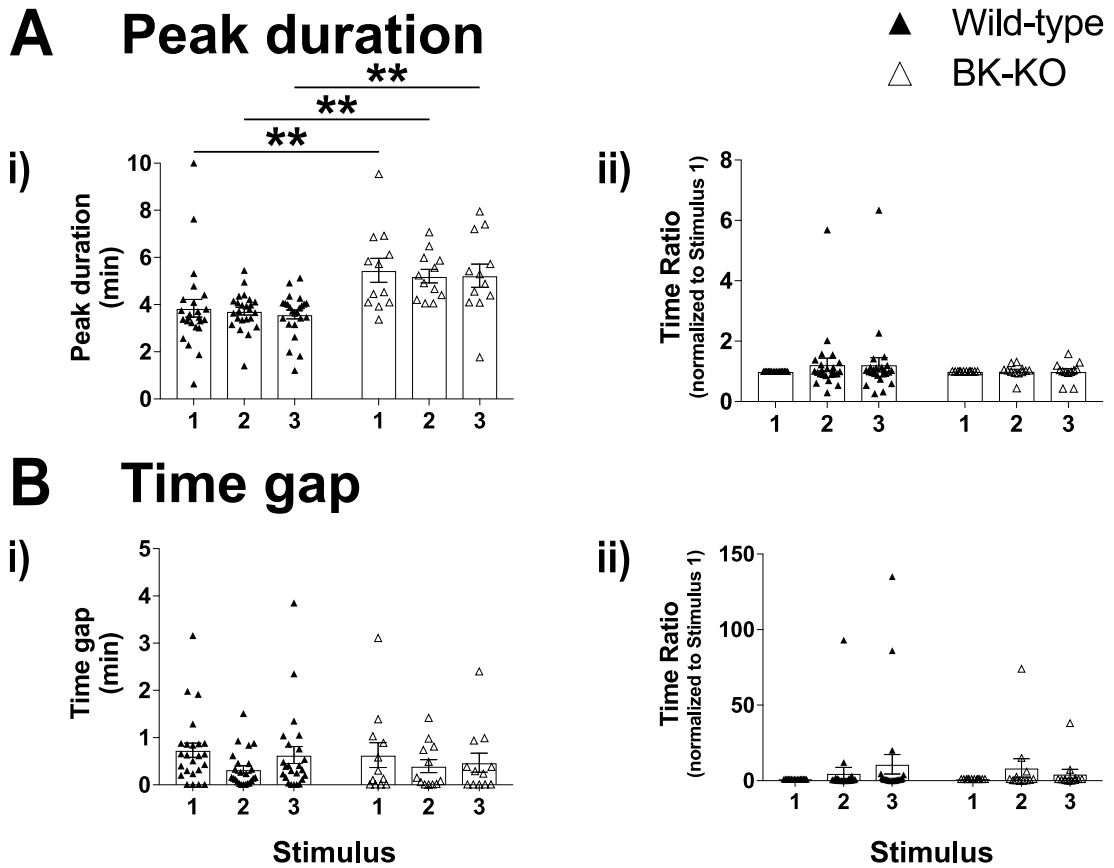 A Peak duration
▲ Wild-type
△ BK-KO
**
**
**
i)
Peak duration
(min)
10
8
6
4
2
0
1 2 3 1 2 3
ii)
Time Ratio
(normalized to Stimulus 1)
8
6
4
2
0
1 2 3 1 2 3
B Time gap
i)
Time gap
(min)
5
4
3
2
1
0
1 2 3 1 2 3
Stimulus
ii)
Time Ratio
(normalized to Stimulus 1)
150
100
50
0
1 2 3 1 2 3
Stimulus